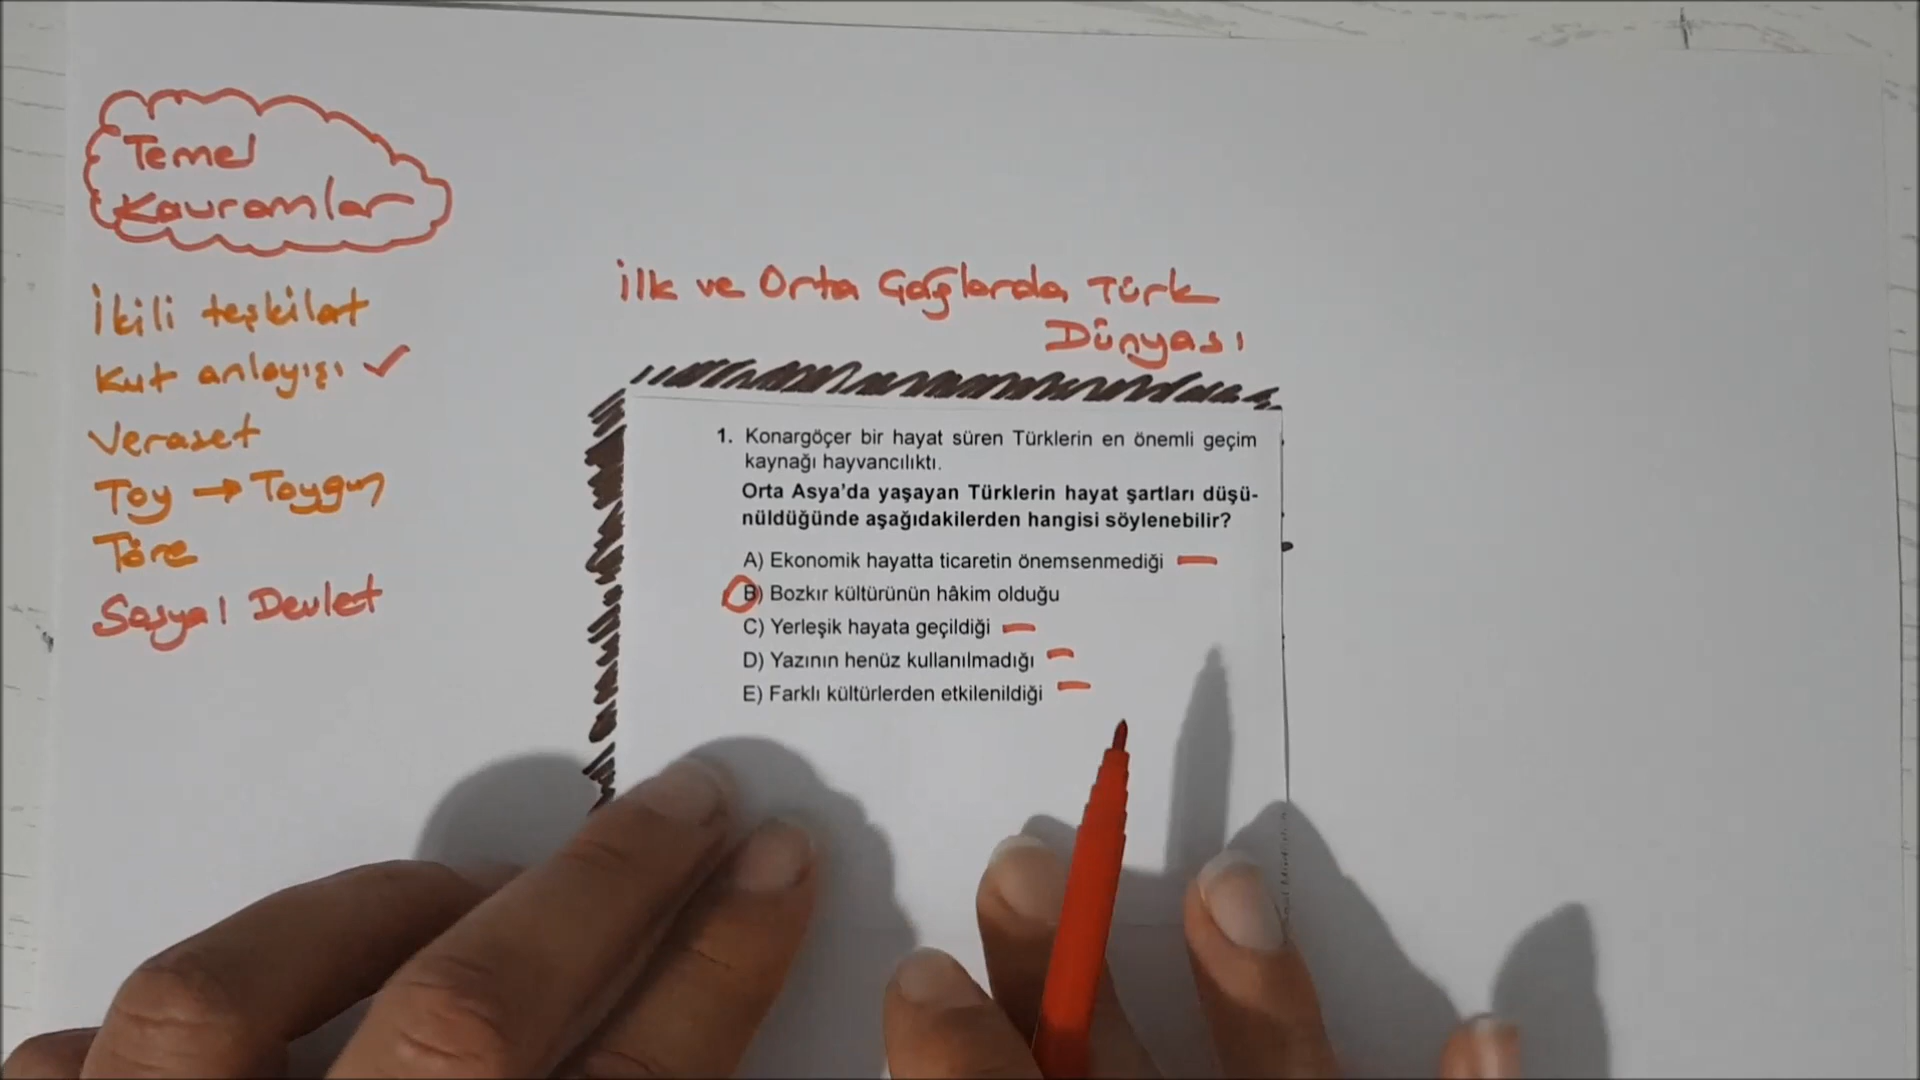 Temel
Kavramlar
İkili teşkilat
Kut anlayışı ✓
Veraset
Toy → Toygun
Töre
Sosyal Devlet
İlk ve Orta Çağlarda Türk
Dünyası
1. Konargöçer bir hayat süren Türklerin en önemli geçim
kaynağı hayvancılıktı.
Orta Asya'da yaşayan Türklerin hayat şartları düşü-
nüldüğünde aşağıdakilerden hangisi söylenebilir?
A) Ekonomik hayatta ticaretin önemsenmediği
B) Bozkır kültürünün hâkim olduğu
C) Yerleşik hayata geçildiği
D) Yazının henüz kullanılmadığı
E) Farklı kültürlerden etkilenildiği